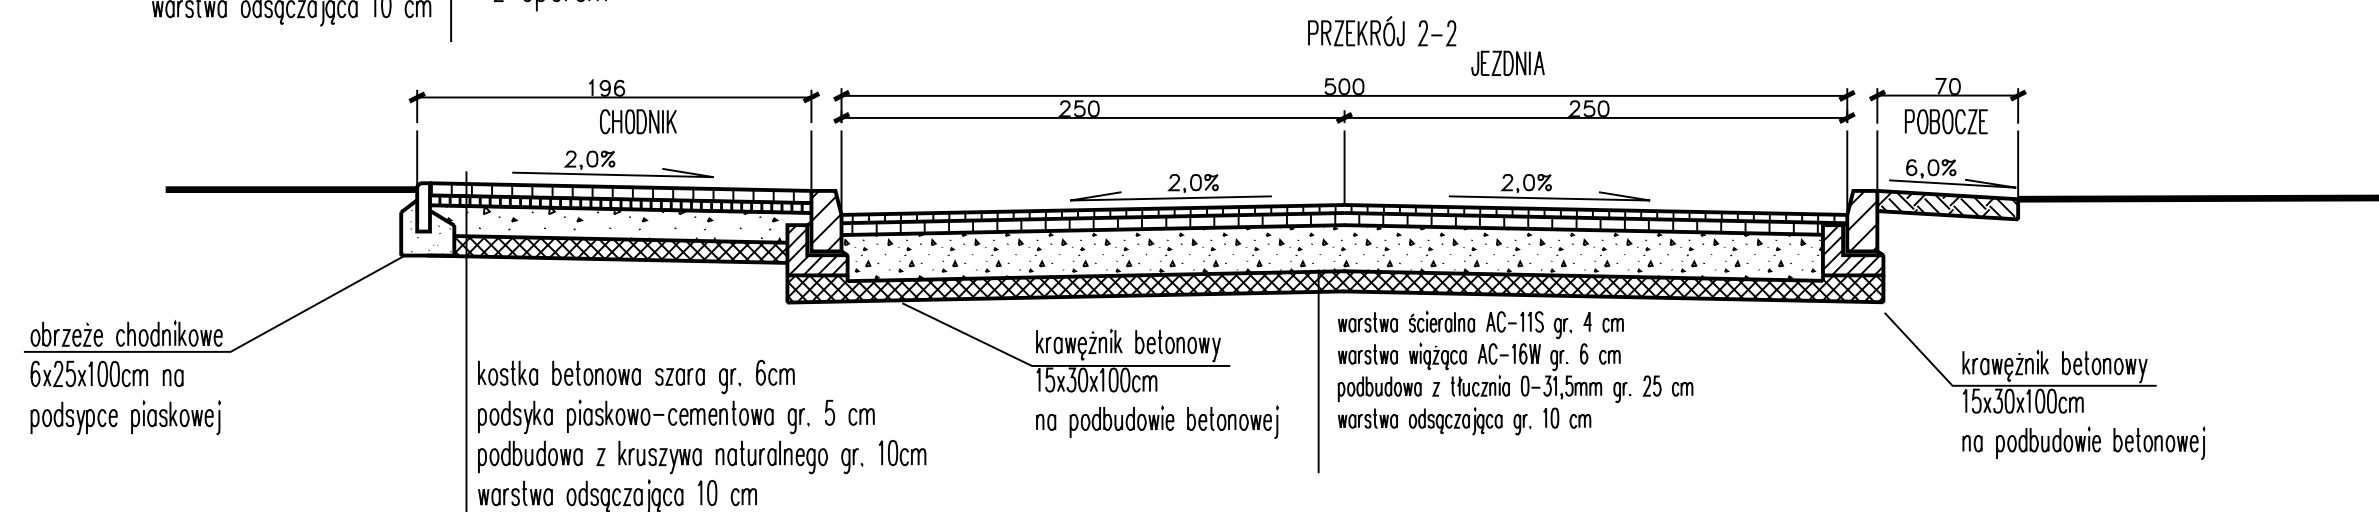 warstwa odsączająca 10 cm
z oporem
PRZEKRÓJ 2-2
JEZDNIA
196
500
70
250
250
CHODNIK
POBOCZE
2,0%
2,0%
2,0%
6,0%
obrzeże chodnikowe
6x25x100cm na
podsypce piaskowej
kostka betonowa szara gr. 6cm
podsyka piaskowo-cementowa gr. 5 cm
podbudowa z kruszywa naturalnego gr. 10cm
warstwa odsączająca 10 cm
krawężnik betonowy
15x30x100cm
na podbudowie betonowej
warstwa ścieralna AC-11S gr. 4 cm
warstwa wiążąca AC-16W gr. 6 cm
podbudowa z tłucznia 0-31,5mm gr. 25 cm
warstwa odsączająca gr. 10 cm
krawężnik betonowy
15x30x100cm
na podbudowie betonowej